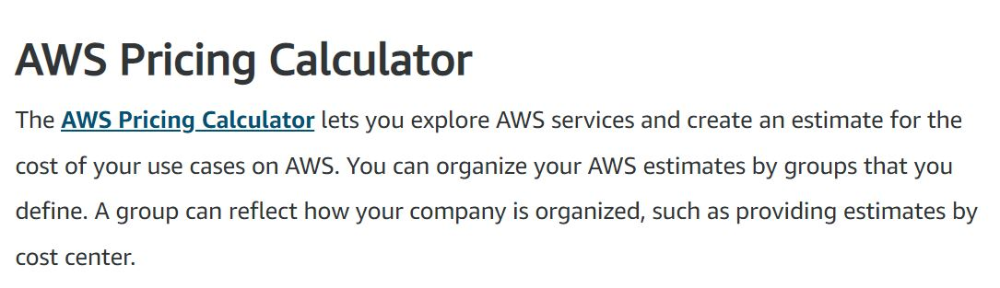 AWS Pricing Calculator
The AWS Pricing Calculator lets you explore AWS services and create an estimate for the
cost of your use cases on AWS. You can organize your AWS estimates by groups that you
define. A group can reflect how your company is organized, such as providing estimates by
cost center.